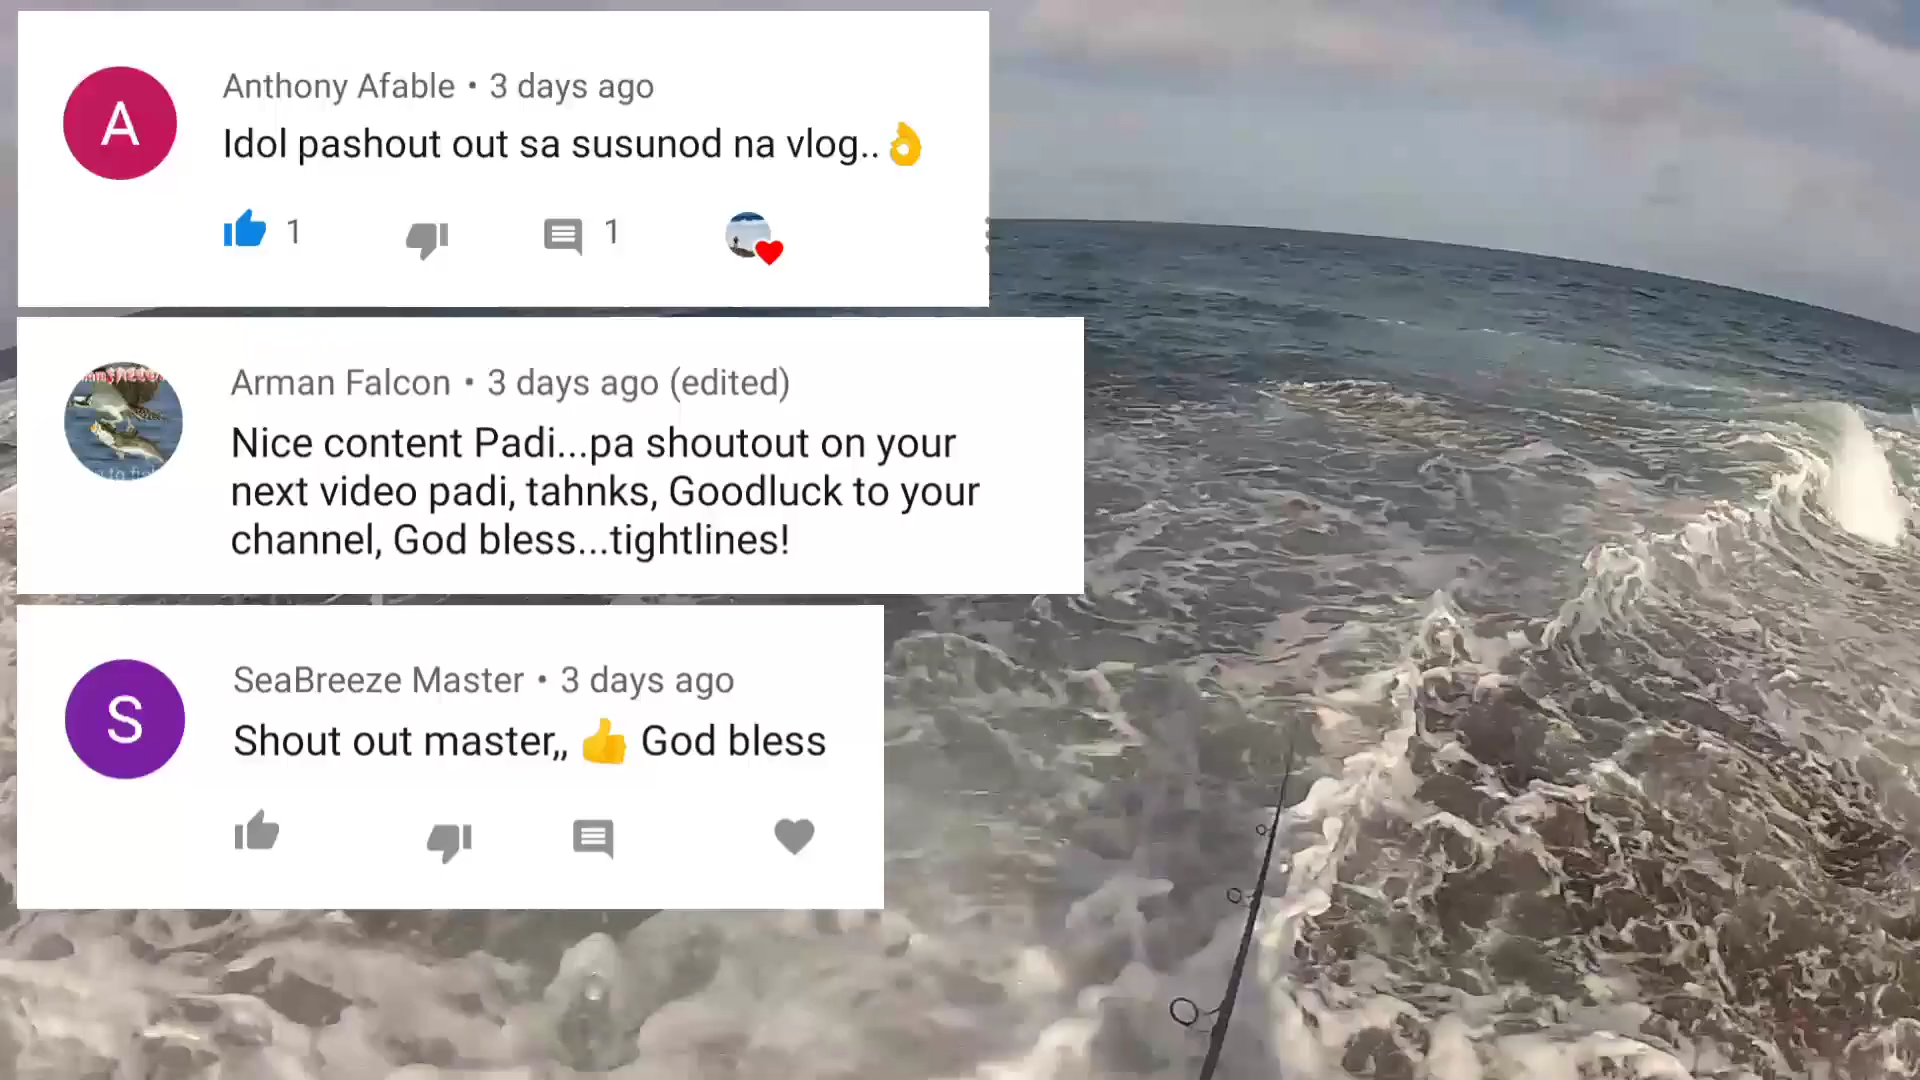 Anthony Afable • 3 days ago
Idol pashout out sa susunod na vlog..👌
1
1
Arman Falcon • 3 days ago (edited)
Nice content Padi...pa shoutout on your
next video padi, tahnks, Goodluck to your
channel, God bless...tightlines!
SeaBreeze Master • 3 days ago
Shout out master,, 👍 God bless
A
S